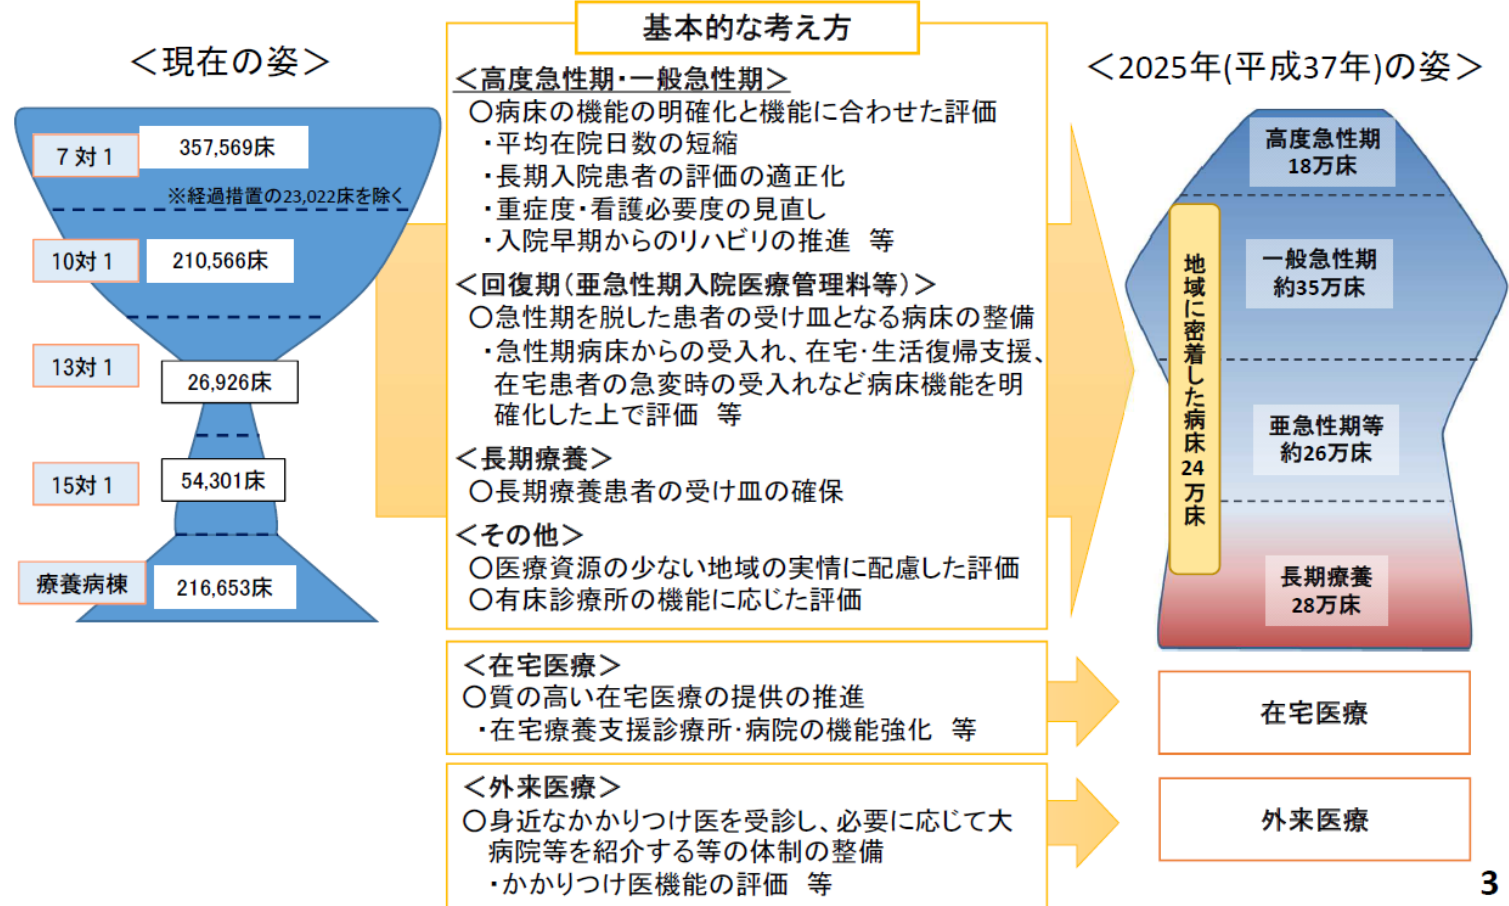 ＜現在の姿＞
7対1
357,569床
※経過措置の23,022床を除く
10対1
210,566床
13対1
26,926床
15対1
54,301床
療養病棟
216,653床
基本的な考え方
＜高度急性期・一般急性期＞
○病床の機能の明確化と機能に合わせた評価
・平均在院日数の短縮
・長期入院患者の評価の適正化
・重症度・看護必要度の見直し
・入院早期からのリハビリの推進　等
＜回復期（亜急性期入院医療管理料等）＞
○急性期を脱した患者の受け皿となる病床の整備
・急性期病床からの受入れ、在宅・生活復帰支援、
在宅患者の急変時の受入れなど病床機能を明
確化した上で評価　等
＜長期療養＞
○長期療養患者の受け皿の確保
＜その他＞
○医療資源の少ない地域の実情に配慮した評価
○有床診療所の機能に応じた評価
＜在宅医療＞
○質の高い在宅医療の提供の推進
・在宅療養支援診療所・病院の機能強化　等
＜外来医療＞
○身近なかかりつけ医を受診し、必要に応じて大
病院等を紹介する等の体制の整備
・かかりつけ医機能の評価　等
＜2025年(平成37年)の姿＞
高度急性期
18万床
地域に密着した病床24万床
一般急性期
約35万床
亜急性期等
約26万床
長期療養
28万床
在宅医療
外来医療
3